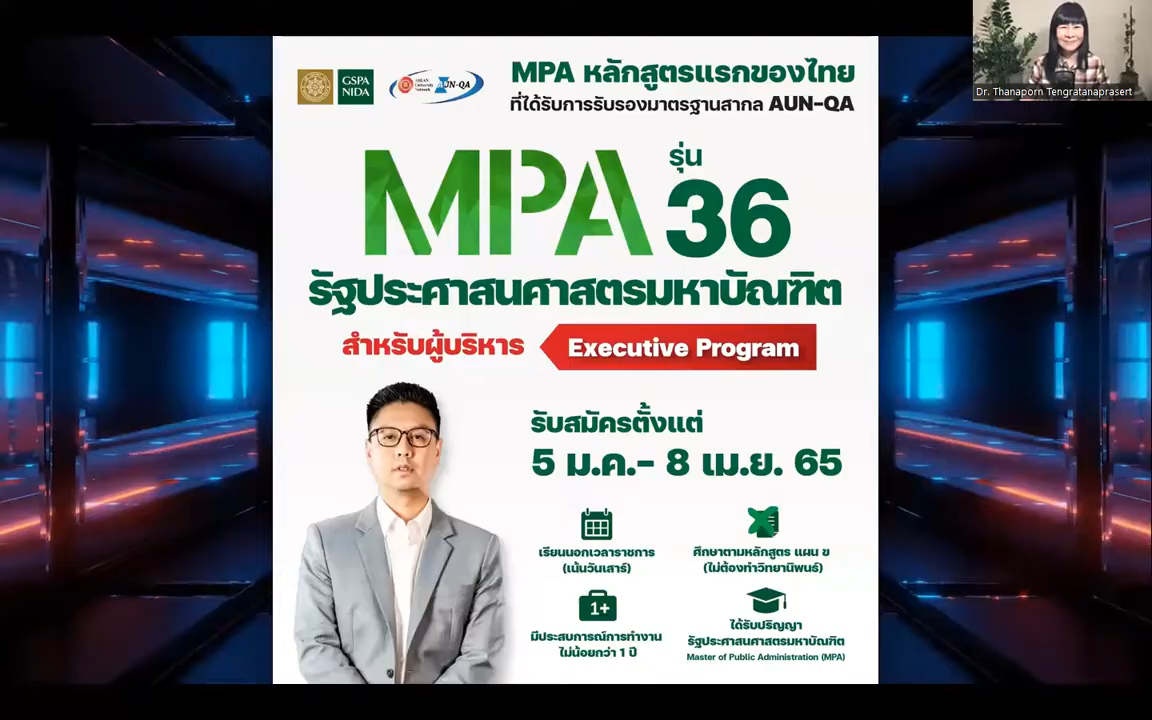 GSPA
NIDA
ASEAN
University
Network
AUN-QA
MPA หลักสูตรแรกของไทย
ที่ได้รับการรับรองมาตรฐานสากล AUN-QA
MPA รุ่น 36
รัฐประศาสนศาสตรมหาบัณฑิต
สำหรับผู้บริหาร Executive Program
รับสมัครตั้งแต่
5 ม.ค.- 8 เม.ย. 65
เรียนนอกเวลาราชการ
(เน้นวันเสาร์)
ศึกษาตามหลักสูตร แผน ข
(ไม่ต้องทำวิทยานิพนธ์)
1+
มีประสบการณ์การทำงาน
ไม่น้อยกว่า 1 ปี
ได้รับปริญญา
รัฐประศาสนศาสตรมหาบัณฑิต
Master of Public Administration (MPA)
Dr. Thanaporn Tengratanaprasert